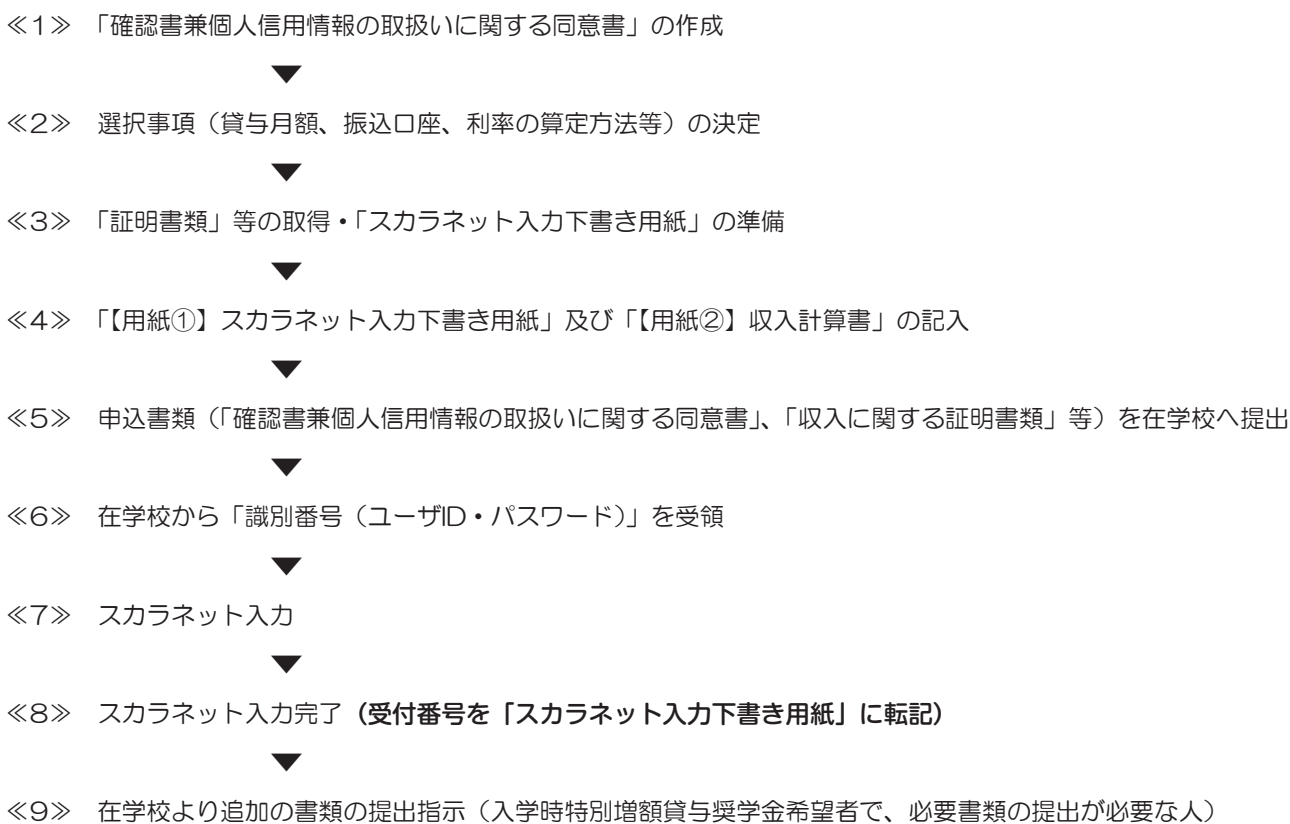 ≪1≫ 「確認書兼個人信用情報の取扱いに関する同意書」の作成
▼
≪2≫ 選択事項（貸与月額、振込口座、利率の算定方法等）の決定
▼
≪3≫ 「証明書類」等の取得・「スカラネット入力下書き用紙」の準備
▼
≪4≫ 「【用紙①】スカラネット入力下書き用紙」及び「【用紙②】収入計算書」の記入
▼
≪5≫ 申込書類（「確認書兼個人信用情報の取扱いに関する同意書」、「収入に関する証明書類」等）を在学校へ提出
▼
≪6≫ 在学校から「識別番号（ユーザID・パスワード）」を受領
▼
≪7≫ スカラネット入力
▼
≪8≫ スカラネット入力完了（受付番号を「スカラネット入力下書き用紙」に転記）
▼
≪9≫ 在学校より追加の書類の提出指示（入学時特別増額貸与奨学金希望者で、必要書類の提出が必要な人）